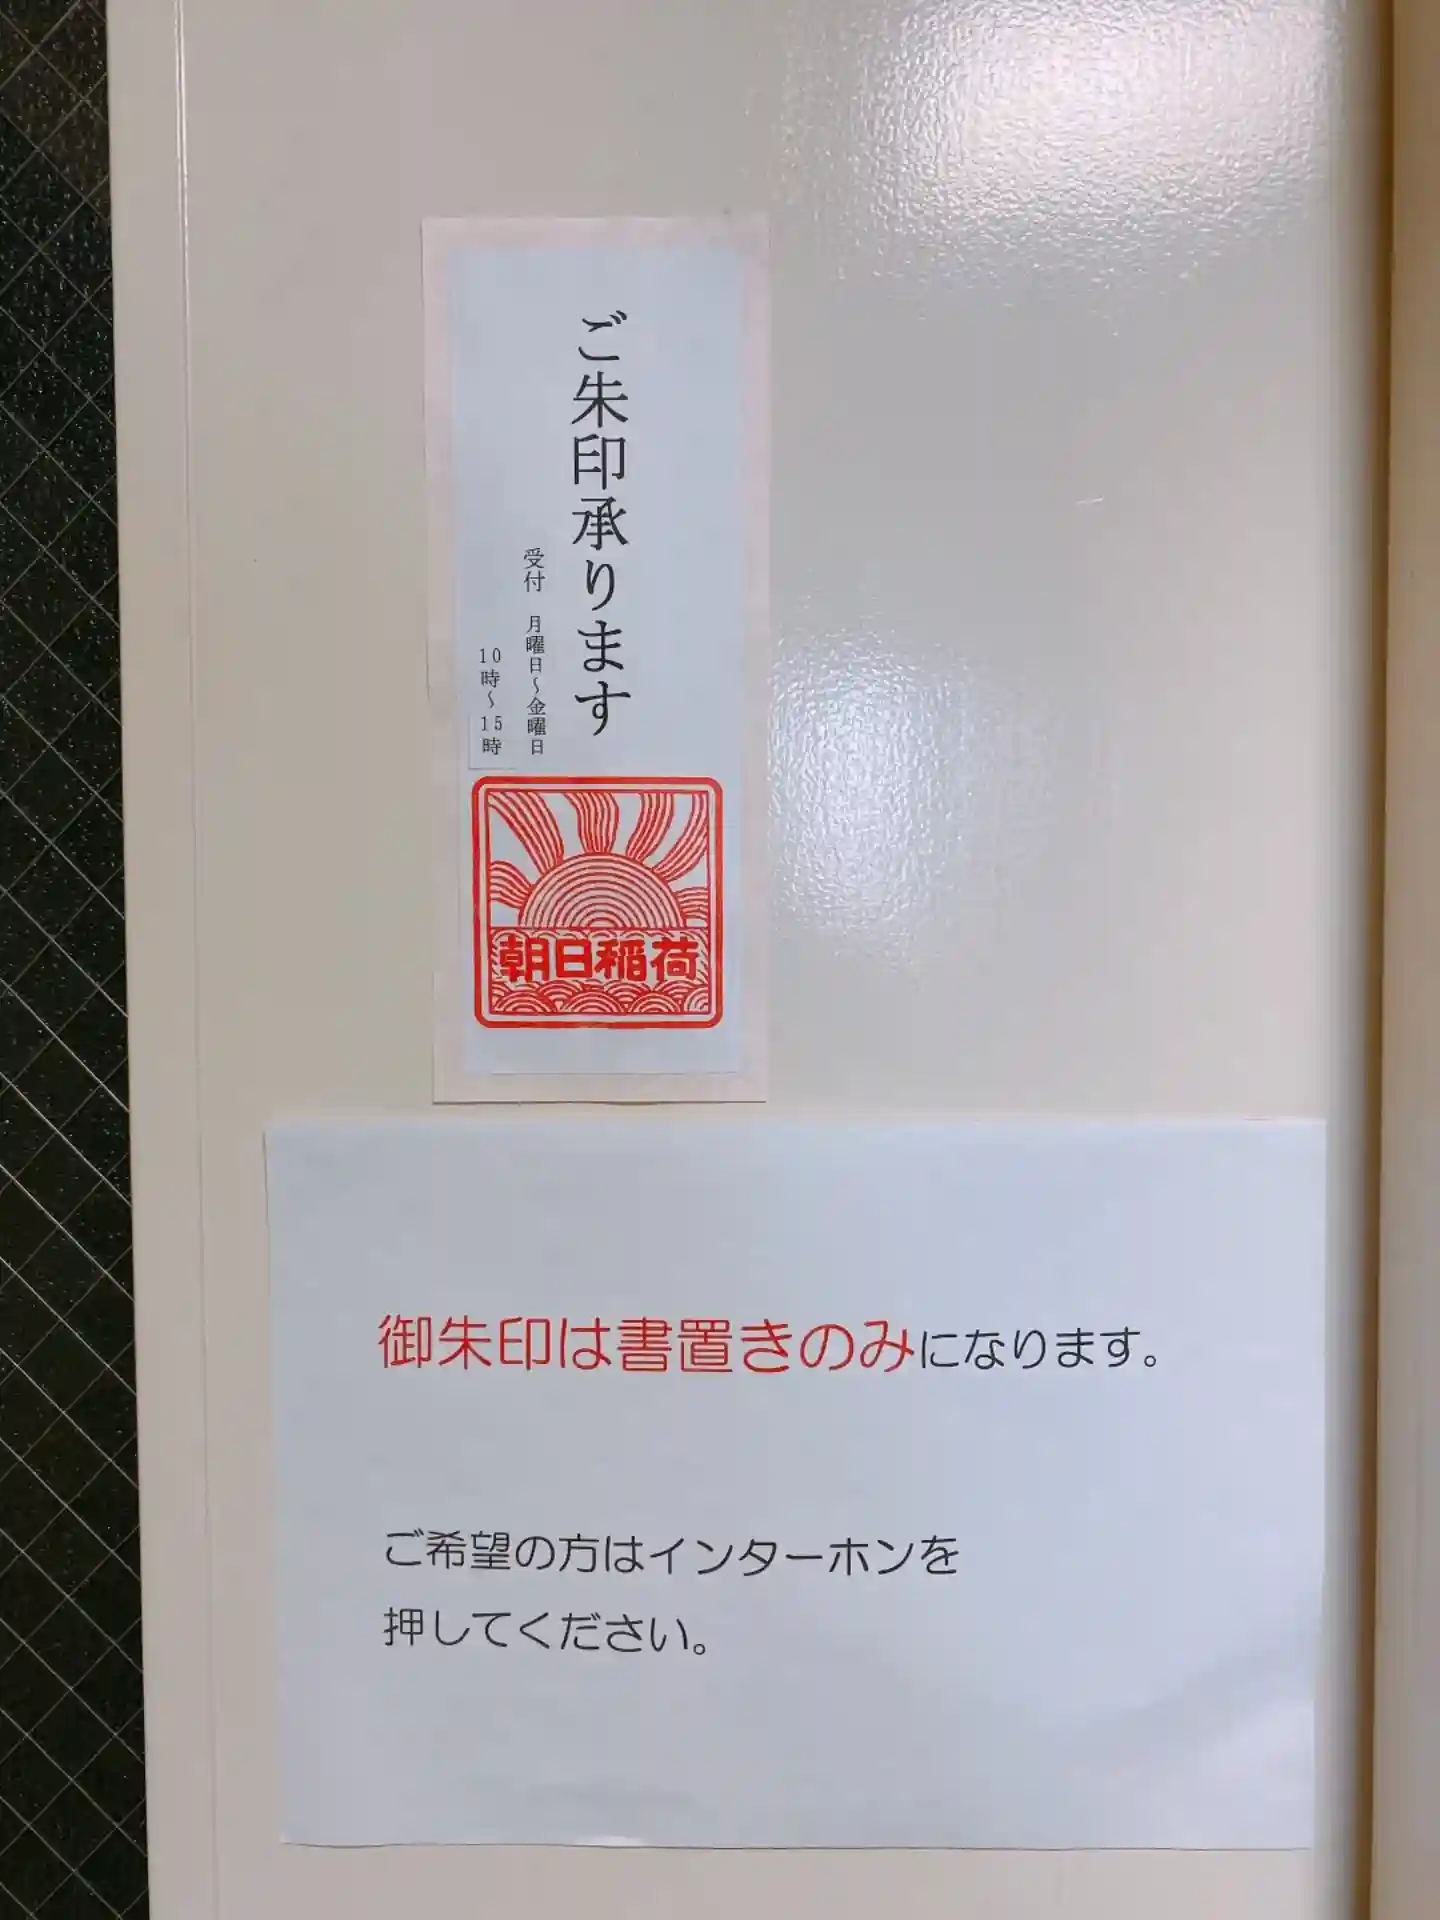 ご朱印承ります
受付　月曜日～金曜日
10時～15時
朝日稲荷
御朱印は書置きのみになります。
ご希望の方はインターホンを
押してください。